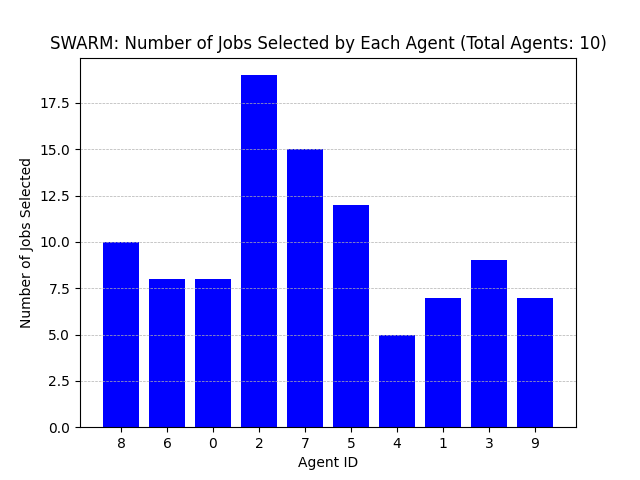 SWARM: Number of Jobs Selected by Each Agent (Total Agents: 10)
17.5
15.0
12.5
10.0
7.5
5.0
2.5
0.0
Number of Jobs Selected
8 6 0 2 7 5 4 1 3 9
Agent ID